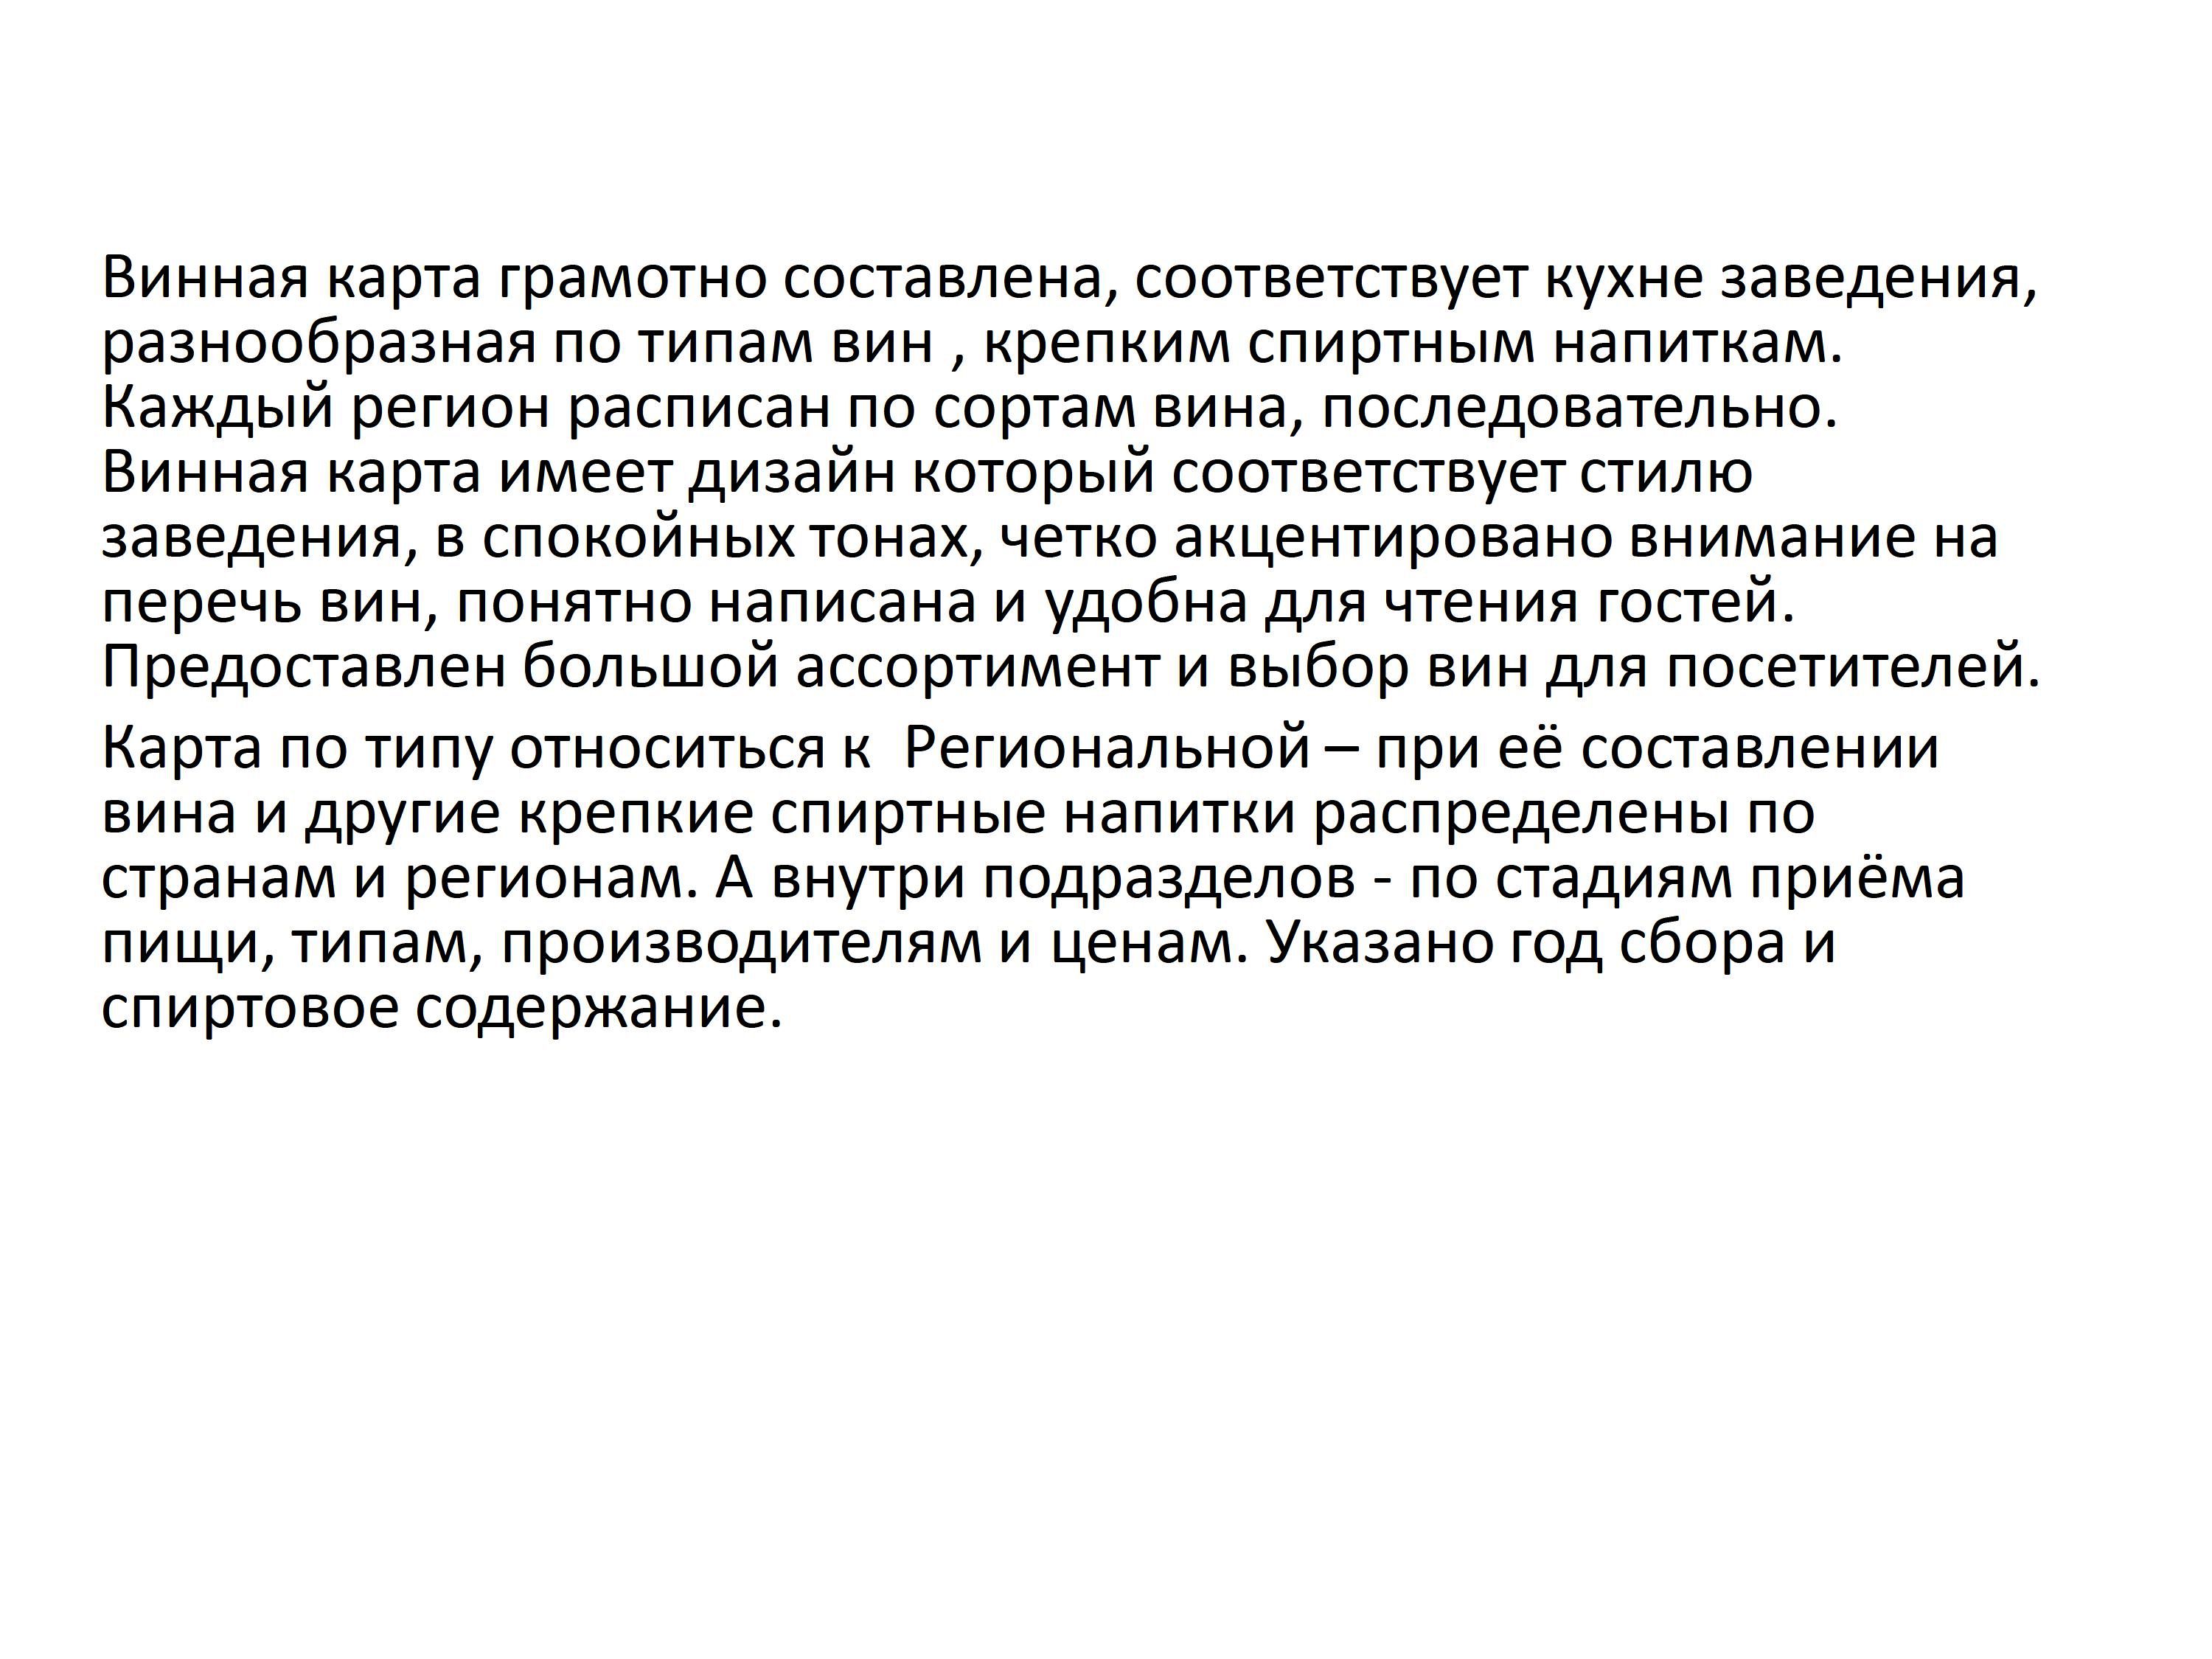 Винная карта грамотно составлена, соответствует кухне заведения,
разнообразная по типам вин , крепким спиртным напиткам.
Каждый регион расписан по сортам вина, последовательно.
Винная карта имеет дизайн который соответствует стилю
заведения, в спокойных тонах, четко акцентировано внимание на
перечь вин, понятно написана и удобна для чтения гостей.
Предоставлен большой ассортимент и выбор вин для посетителей.
Карта по типу относиться к  Региональной – при её составлении
вина и другие крепкие спиртные напитки распределены по
странам и регионам. А внутри подразделов - по стадиям приёма
пищи, типам, производителям и ценам. Указано год сбора и
спиртовое содержание.